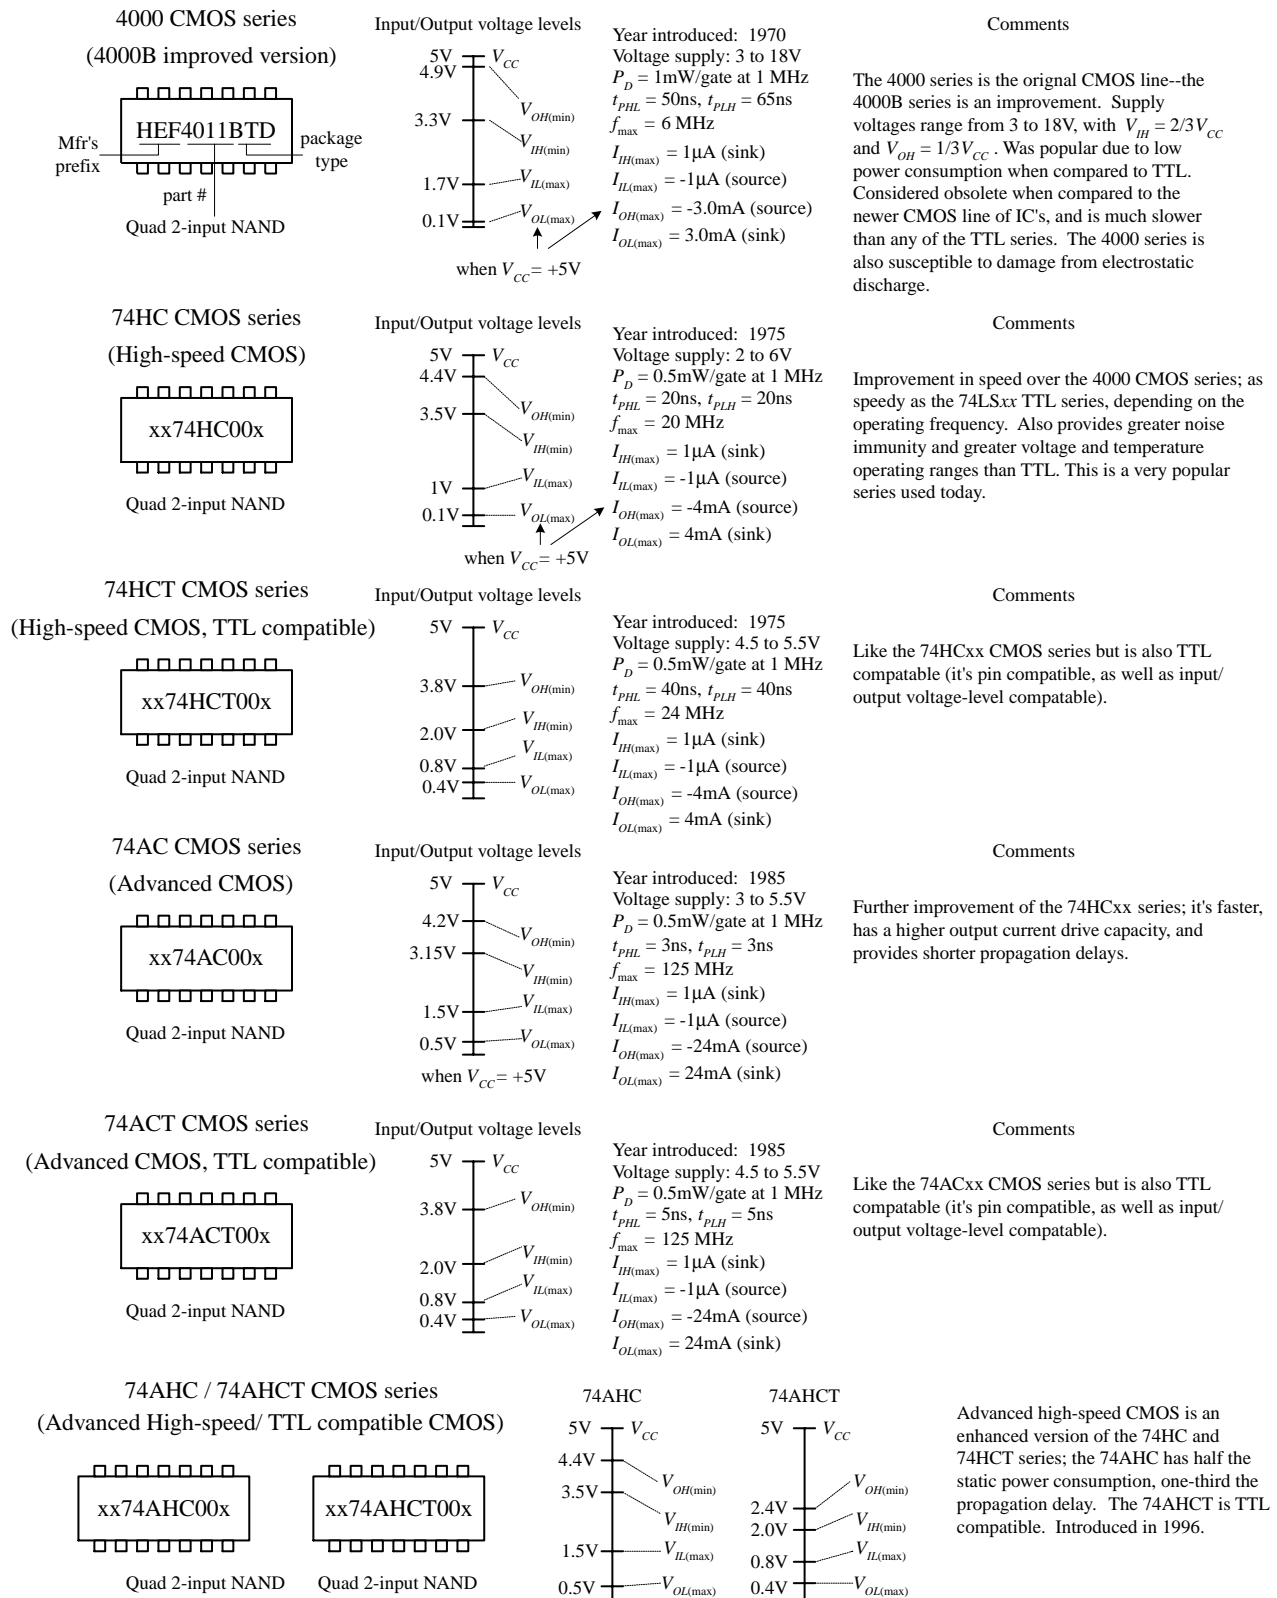 4000 CMOS series
(4000B improved version)
HEF4011BTD
Mfr's
prefix
package
type
part #
Quad 2-input NAND
Input/Output voltage levels
5V
VCC
4.9V
VOH(min)
3.3V
VIH(min)
1.7V
VIL(max)
0.1V
VOL(max)
when VCC= +5V
Year introduced: 1970
Voltage supply: 3 to 18V
PD = 1mW/gate at 1 MHz
tPHL = 50ns, tPLH = 65ns
fmax = 6 MHz
IIH(max) = 1µA (sink)
IIL(max) = -1µA (source)
IOH(max) = -3.0mA (source)
IOL(max) = 3.0mA (sink)
Comments
The 4000 series is the orignal CMOS line--the
4000B series is an improvement. Supply
voltages range from 3 to 18V, with VIH = 2/3VCC
and VOH = 1/3VCC . Was popular due to low
power consumption when compared to TTL.
Considered obsolete when compared to the
newer CMOS line of IC's, and is much slower
than any of the TTL series. The 4000 series is
also susceptible to damage from electrostatic
discharge.
74HC CMOS series
(High-speed CMOS)
xx74HC00x
Quad 2-input NAND
Input/Output voltage levels
5V
VCC
4.4V
VOH(min)
3.5V
VIH(min)
1V
VIL(max)
0.1V
VOL(max)
when VCC= +5V
Year introduced: 1975
Voltage supply: 2 to 6V
PD = 0.5mW/gate at 1 MHz
tPHL = 20ns, tPLH = 20ns
fmax = 20 MHz
IIH(max) = 1µA (sink)
IIL(max) = -1µA (source)
IOH(max) = -4mA (source)
IOL(max) = 4mA (sink)
Comments
Improvement in speed over the 4000 CMOS series; as
speedy as the 74LSxx TTL series, depending on the
operating frequency. Also provides greater noise
immunity and greater voltage and temperature
operating ranges than TTL. This is a very popular
series used today.
74HCT CMOS series
(High-speed CMOS, TTL compatible)
xx74HCT00x
Quad 2-input NAND
Input/Output voltage levels
5V
VCC
3.8V
VOH(min)
2.0V
VIH(min)
0.8V
VIL(max)
0.4V
VOL(max)
Year introduced: 1975
Voltage supply: 4.5 to 5.5V
PD = 0.5mW/gate at 1 MHz
tPHL = 40ns, tPLH = 40ns
fmax = 24 MHz
IIH(max) = 1µA (sink)
IIL(max) = -1µA (source)
IOH(max) = -4mA (source)
IOL(max) = 4mA (sink)
Comments
Like the 74HCxx CMOS series but is also TTL
compatable (it's pin compatible, as well as input/
output voltage-level compatable).
74AC CMOS series
(Advanced CMOS)
xx74AC00x
Quad 2-input NAND
Input/Output voltage levels
5V
VCC
4.2V
VOH(min)
3.15V
VIH(min)
1.5V
VIL(max)
0.5V
VOL(max)
when VCC= +5V
Year introduced: 1985
Voltage supply: 3 to 5.5V
PD = 0.5mW/gate at 1 MHz
tPHL = 3ns, tPLH = 3ns
fmax = 125 MHz
IIH(max) = 1µA (sink)
IIL(max) = -1µA (source)
IOH(max) = -24mA (source)
IOL(max) = 24mA (sink)
Comments
Further improvement of the 74HCxx series; it's faster,
has a higher output current drive capacity, and
provides shorter propagation delays.
74ACT CMOS series
(Advanced CMOS, TTL compatible)
xx74ACT00x
Quad 2-input NAND
Input/Output voltage levels
5V
VCC
3.8V
VOH(min)
2.0V
VIH(min)
0.8V
VIL(max)
0.4V
VOL(max)
Year introduced: 1985
Voltage supply: 4.5 to 5.5V
PD = 0.5mW/gate at 1 MHz
tPHL = 5ns, tPLH = 5ns
fmax = 125 MHz
IIH(max) = 1µA (sink)
IIL(max) = -1µA (source)
IOH(max) = -24mA (source)
IOL(max) = 24mA (sink)
Comments
Like the 74ACxx CMOS series but is also TTL
compatable (it's pin compatible, as well as input/
output voltage-level compatable).
74AHC / 74AHCT CMOS series
(Advanced High-speed/ TTL compatible CMOS)
xx74AHC00x
Quad 2-input NAND
xx74AHCT00x
Quad 2-input NAND
74AHC
5V
VCC
4.4V
VOH(min)
3.5V
VIH(min)
1.5V
VIL(max)
0.5V
VOL(max)
74AHCT
5V
VCC
2.4V
VOH(min)
2.0V
VIH(min)
0.8V
VIL(max)
0.4V
VOL(max)
Advanced high-speed CMOS is an
enhanced version of the 74HC and
74HCT series; the 74AHC has half the
static power consumption, one-third the
propagation delay. The 74AHCT is TTL
compatible. Introduced in 1996.